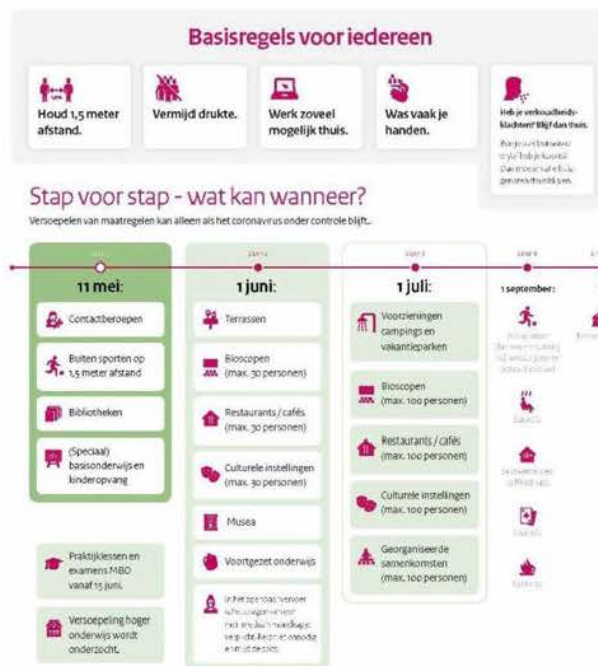 Basisregels voor iedereen
Houd 1,5 meter
afstand.
Vermijd drukte.
Werk zoveel
mogelijk thuis.
Was vaak je
handen.
Heb je verkoudheids-
klachten? Blijf dan thuis.
Stap voor stap - wat kan wanneer?
Versoepelen van maatregelen kan alleen als het coronavirus onder controle blijft.
11 mei:
Contactberoepen
Buiten sporten op
1,5 meter afstand
Bibliotheken
(Speciaal)
basisonderwijs en
kinderopvang
Praktijklessen en
examens MBO
vanaf 15 juni.
Versoepeling hoger
onderwijs wordt
onderzocht.
1 juni:
Terrassen
Bioscopen
(max. 30 personen)
Restaurants / cafés
(max. 30 personen)
Culturele instellingen
(max. 30 personen)
Musea
Voortgezet onderwijs
In het openbaar vervoer
1 juli:
Voorzieningen
campings en
vakantieparken
Bioscopen
(max. 100 personen)
Restaurants / cafés
(max. 100 personen)
Culturele instellingen
(max. 100 personen)
Georganiseerde
samenkomsten
(max. 100 personen)
1 september: